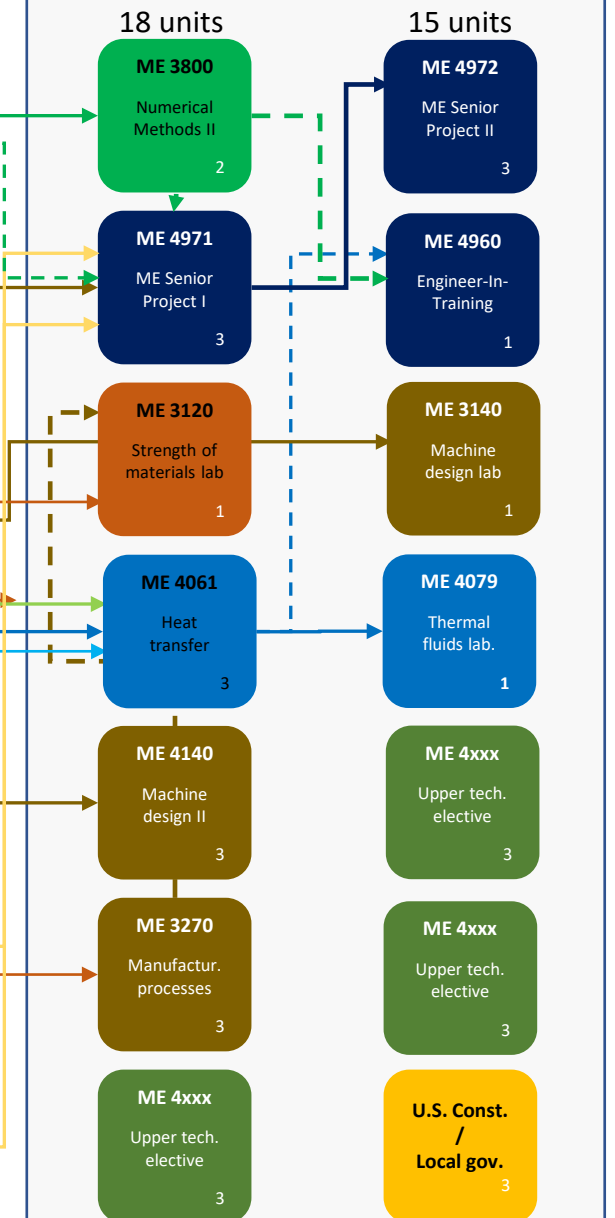 18 units
ME 3800
Numerical
Methods II
2
ME 4971
ME Senior
Project I
3
ME 3120
Strength of
materials lab
1
ME 4061
Heat
transfer
3
ME 4140
Machine
design II
3
ME 3270
Manufactur.
processes
3
ME 4xxx
Upper tech.
elective
3
15 units
ME 4972
ME Senior
Project II
3
ME 4960
Engineer-In-
Training
1
ME 3140
Machine
design lab
1
ME 4079
Thermal
fluids lab.
1
ME 4xxx
Upper tech.
elective
3
ME 4xxx
Upper tech.
elective
3
U.S. Const.
/
Local gov.
3